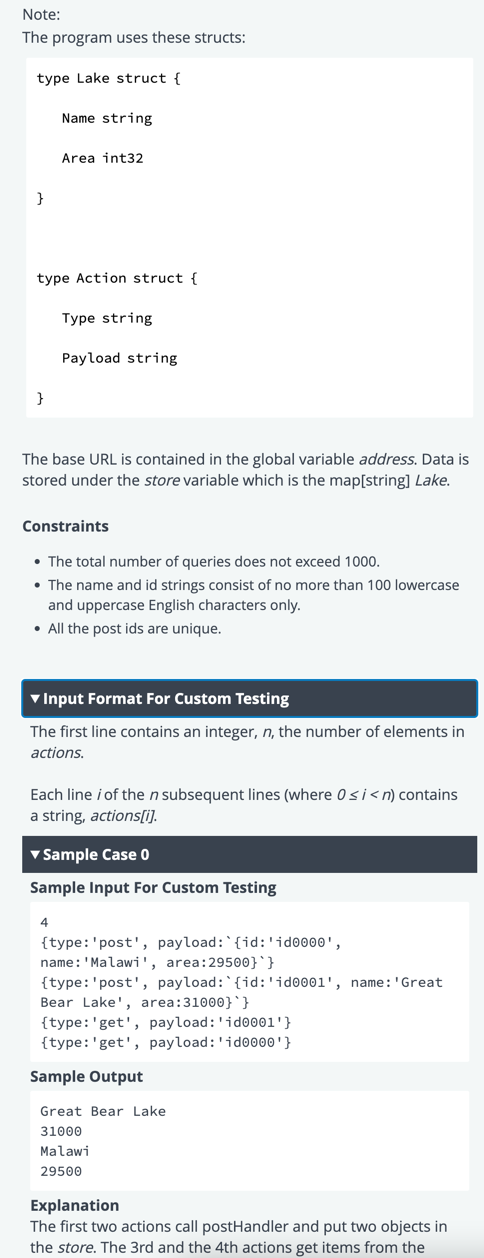 Note:
The program uses these structs:
type Lake struct {
Name string
Area int32
}
type Action struct {
Type string
Payload string
}
The base URL is contained in the global variable address. Data is
stored under the store variable which is the map[string] Lake.
Constraints
• The total number of queries does not exceed 1000.
• The name and id strings consist of no more than 100 lowercase
and uppercase English characters only.
• All the post ids are unique.
▼ Input Format For Custom Testing
The first line contains an integer, n, the number of elements in
actions.
Each line i of the n subsequent lines (where 0 ≤ i < n) contains
a string, actions[i].
▼ Sample Case 0
Sample Input For Custom Testing
4
{type:'post', payload:`{id:'id0000',
name:'Malawi', area:29500}`}
{type:'post', payload:`{id:'id0001', name:'Great
Bear Lake', area:31000}`}
{type:'get', payload:'id0001'}
{type:'get', payload:'id0000'}
Sample Output
Great Bear Lake
31000
Malawi
29500
Explanation
The first two actions call postHandler and put two objects in
the store. The 3rd and the 4th actions get items from the